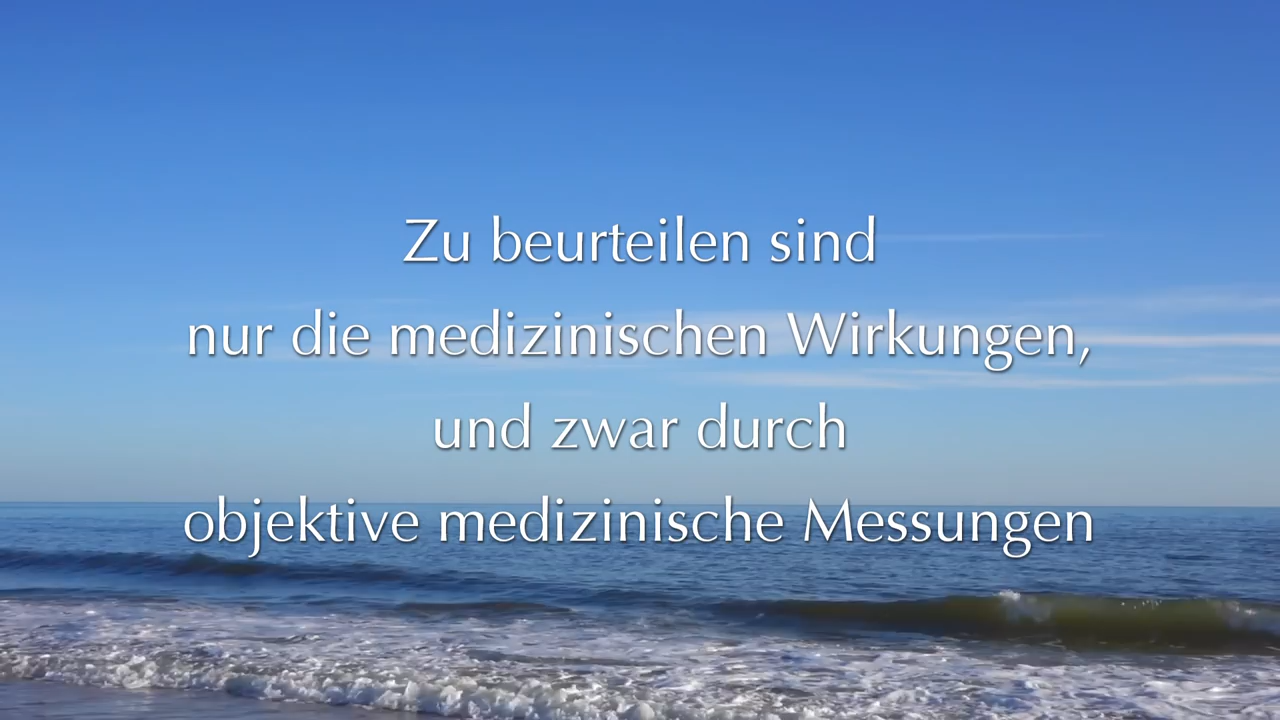 Zu beurteilen sind
nur die medizinischen Wirkungen,
und zwar durch
objektive medizinische Messungen